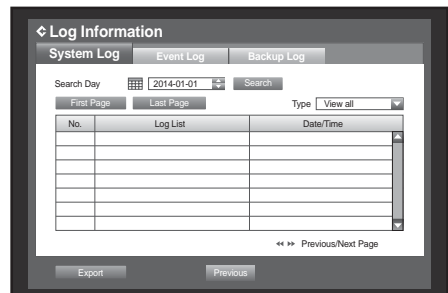 Log Information
System Log Event Log Backup Log
Search Day 2014-01-01 Search
First Page Last Page Type View all
No. Log List Date/Time
Previous/Next Page
Export Previous